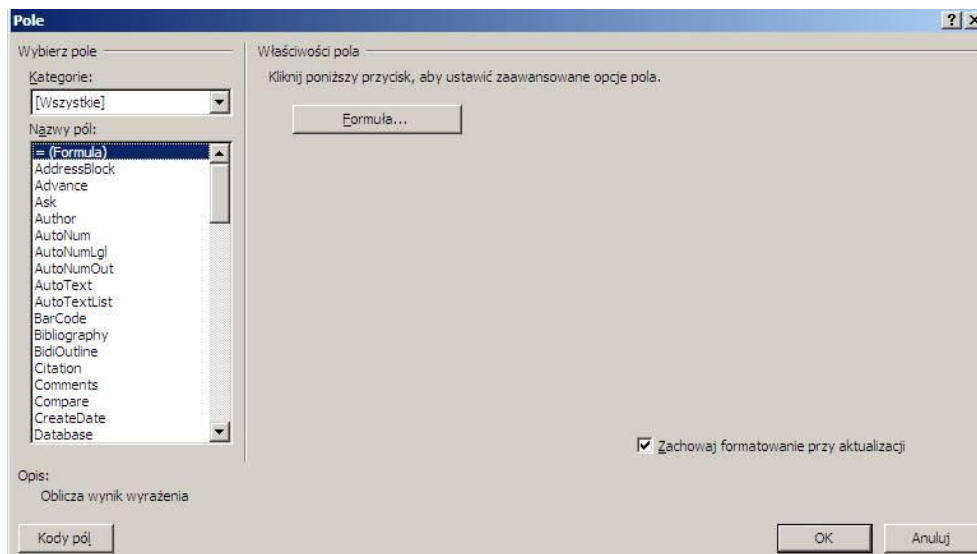 Pole
Wybierz pole
Kategorie:
[Wszystkie]
Nazwy pól:
= (Formula)
AddressBlock
Advance
Ask
Author
AutoNum
AutoNumLgl
AutoNumOut
AutoText
AutoTextList
BarCode
Bibliography
BidiOutline
Citation
Comments
Compare
CreateDate
Database
Właściwości pola
Kliknij poniższy przycisk, aby ustawić zaawansowane opcje pola.
Formuła...
Zachowaj formatowanie przy aktualizacji
Opis:
Oblicza wynik wyrażenia
Kody pól
OK
Anuluj